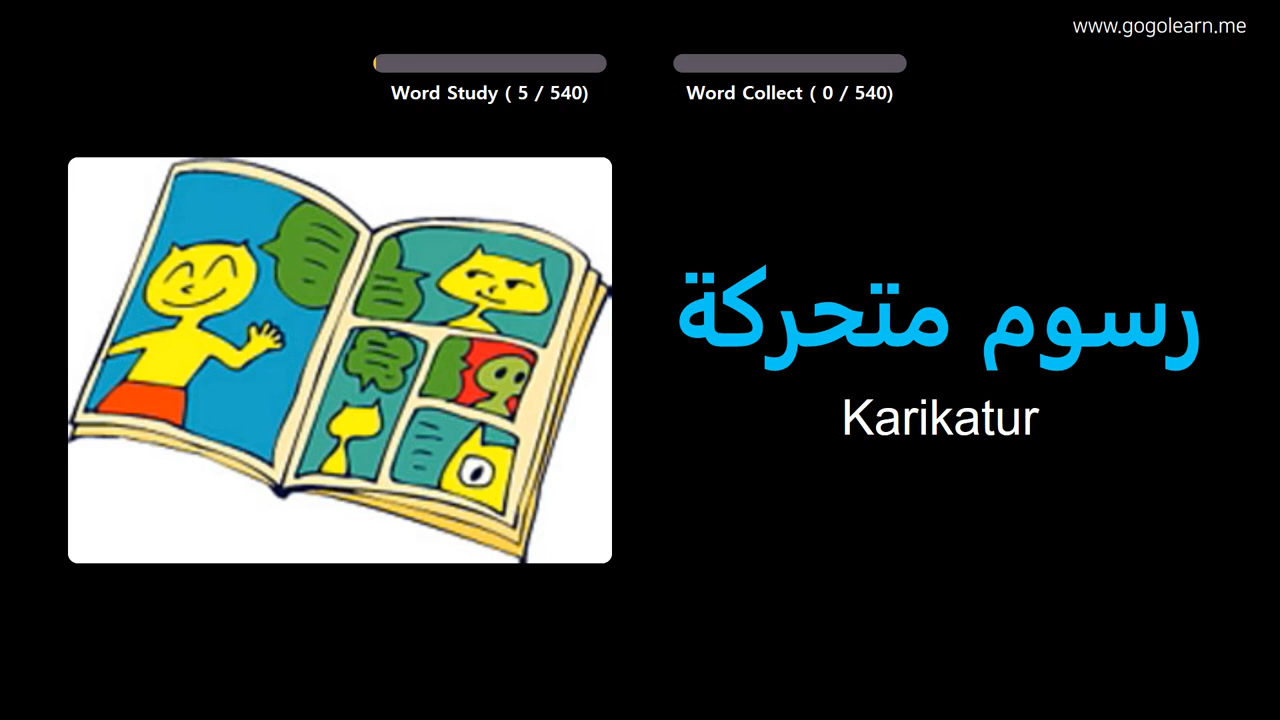 www.gogolearn.me
Word Study ( 5 / 540)
Word Collect ( 0 / 540)
رسوم متحركة
Karikatur